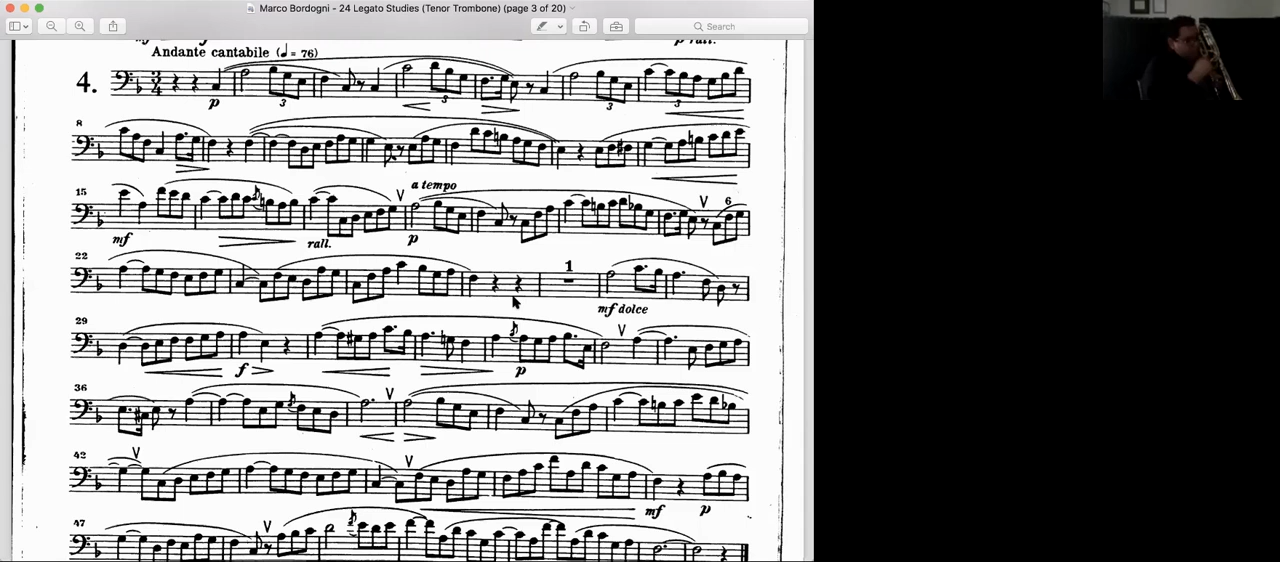 Marco Bordogni - 24 Legato Studies (Tenor Trombone) (page 3 of 20)
Search
p rall.
Andante cantabile (♩ = 76)
4.
3
4
p
3
3
3
3
8
15
a tempo
6
mf
rall.
p
22
1
mf dolce
29
f
p
36
42
mf
p
47